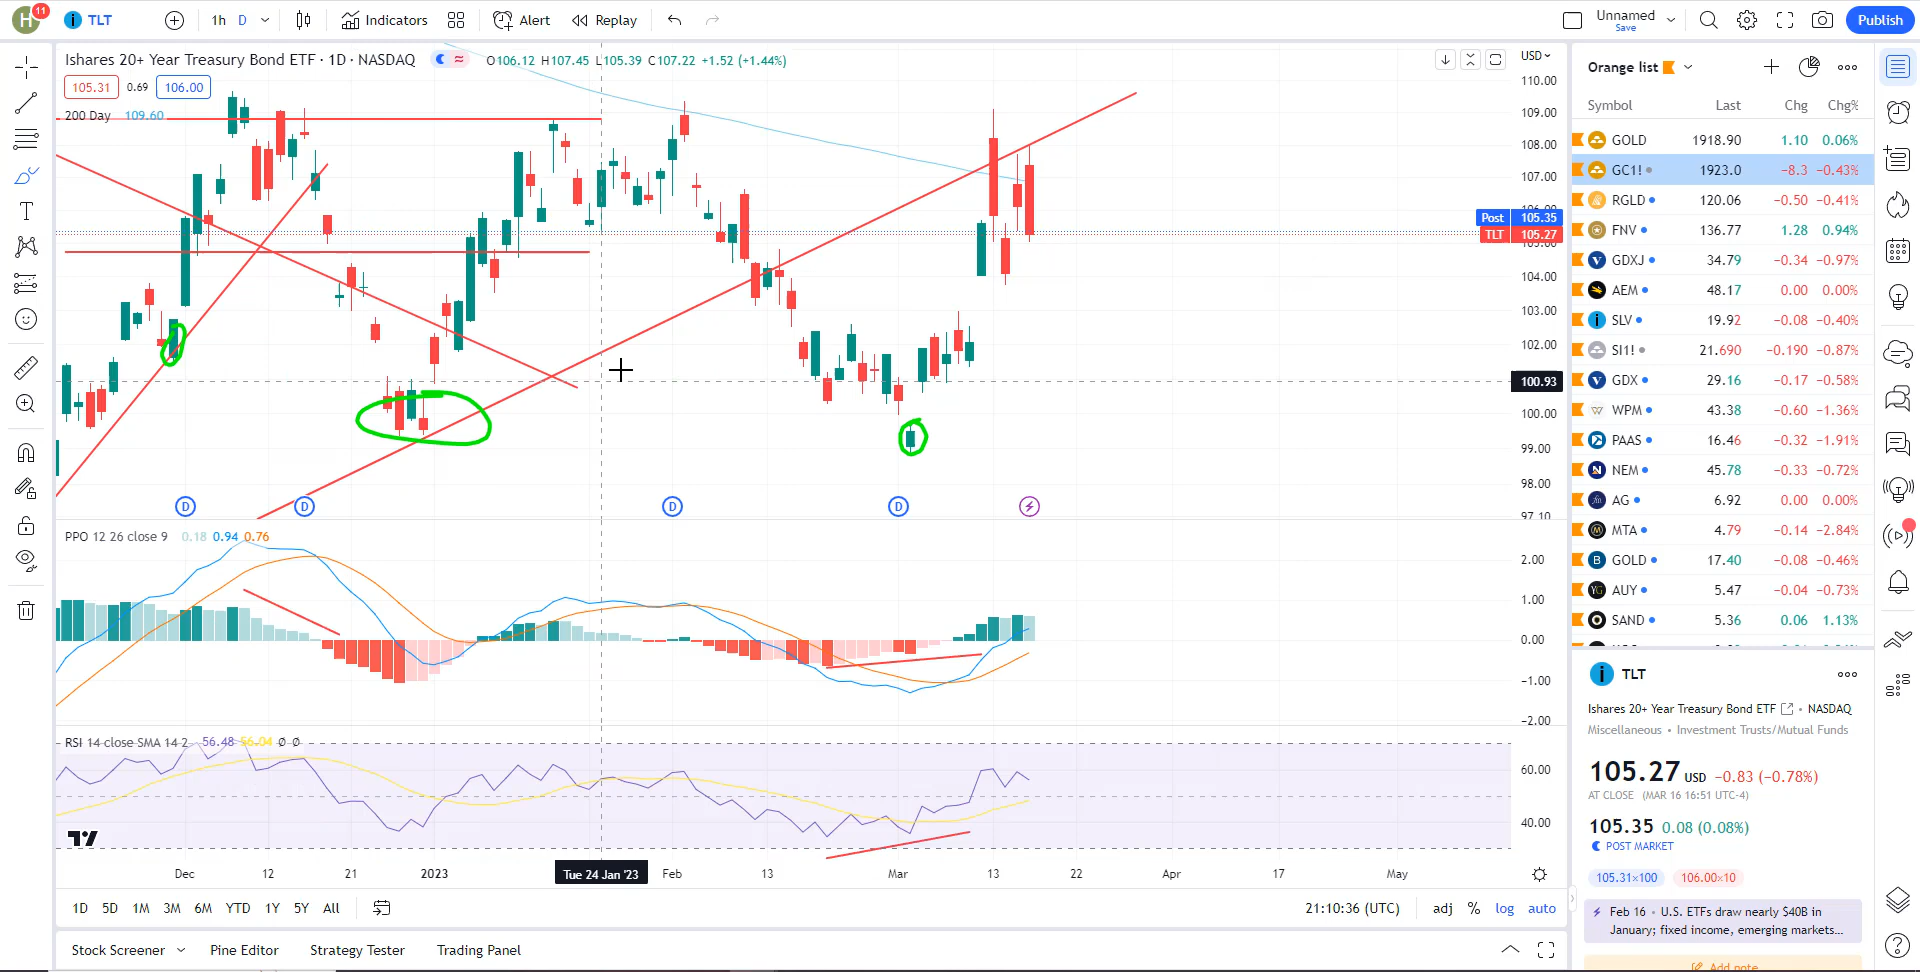 H 11 TLT 1h D Indicators Alert Replay Unnamed Save Publish
Ishares 20+ Year Treasury Bond ETF · 1D · NASDAQ O106.12 H107.45 L105.39 C107.22 +1.52 (+1.44%)
105.31 0.69 106.00
200 Day 109.60
USD
110.00
109.00
108.00
107.00
Post 105.35
TLT 105.27
105.00
104.00
103.00
102.00
100.93
100.00
99.00
98.00
97.10
D D D D
PPO 12 26 close 9 0.18 0.94 0.76
2.00
1.00
0.00
−1.00
−2.00
RSI 14 close SMA 14 2 56.48 56.04 Ø Ø
60.00
40.00
Dec 12 21 2023 Tue 24 Jan '23 Feb 13 Mar 13 22 Apr 17 May
1D 5D 1M 3M 6M YTD 1Y 5Y All 21:10:36 (UTC) adj % log auto
Stock Screener Pine Editor Strategy Tester Trading Panel
Orange list
Symbol Last Chg Chg%
GOLD 1918.90 1.10 0.06%
GC1! 1923.0 −8.3 −0.43%
RGLD 120.06 −0.50 −0.41%
FNV 136.77 1.28 0.94%
GDXJ 34.79 −0.34 −0.97%
AEM 48.17 0.00 0.00%
SLV 19.92 −0.08 −0.40%
SI1! 21.690 −0.190 −0.87%
GDX 29.16 −0.17 −0.58%
WPM 43.38 −0.60 −1.36%
PAAS 16.46 −0.32 −1.91%
NEM 45.78 −0.33 −0.72%
AG 6.92 0.00 0.00%
MTA 4.79 −0.14 −2.84%
GOLD 17.40 −0.08 −0.46%
AUY 5.47 −0.04 −0.73%
SAND 5.36 0.06 1.13%
TLT
Ishares 20+ Year Treasury Bond ETF • NASDAQ
Miscellaneous • Investment Trusts/Mutual Funds
105.27 USD −0.83 (−0.78%)
AT CLOSE (MAR 16 16:51 UTC-4)
105.35 0.08 (0.08%)
POST MARKET
105.31×100 106.00×10
Feb 16 • U.S. ETFs draw nearly $40B in
January; fixed income, emerging markets...
Add note